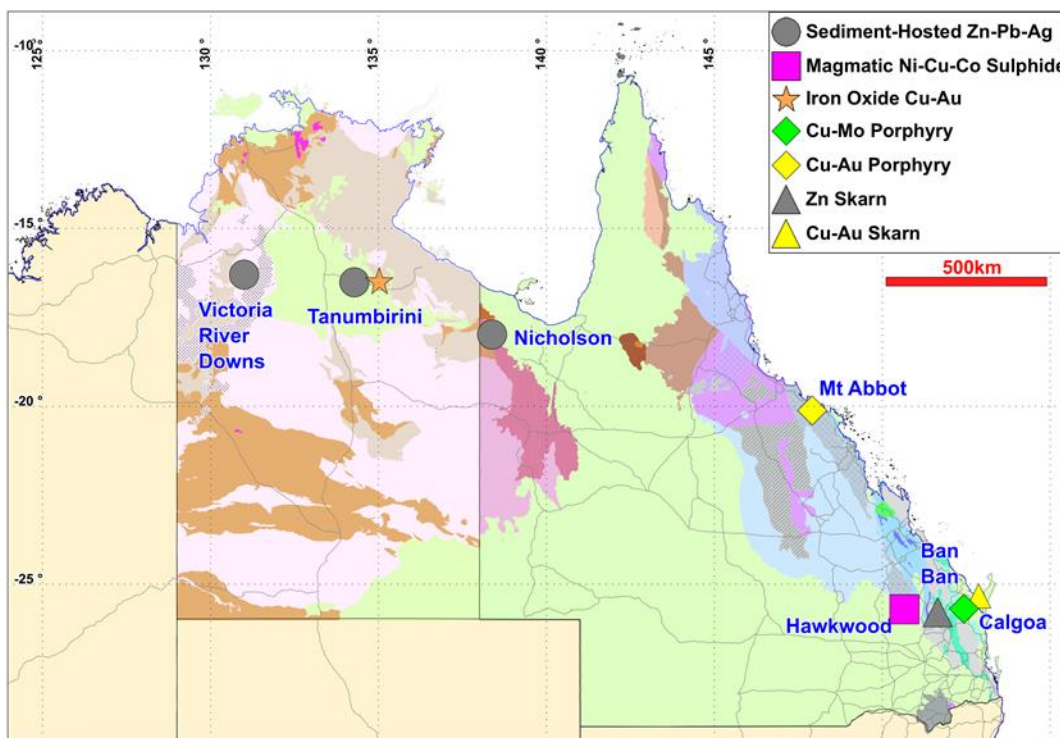 125°
130°
135°
140°
145°
-10°
-15°
-20°
-25°
Sediment-Hosted Zn-Pb-Ag
Magmatic Ni-Cu-Co Sulphide
Iron Oxide Cu-Au
Cu-Mo Porphyry
Cu-Au Porphyry
Zn Skarn
Cu-Au Skarn
500km
Victoria
River
Downs
Tanumbirini
Nicholson
Mt Abbot
Ban
Ban
Hawkwood
Calgoa